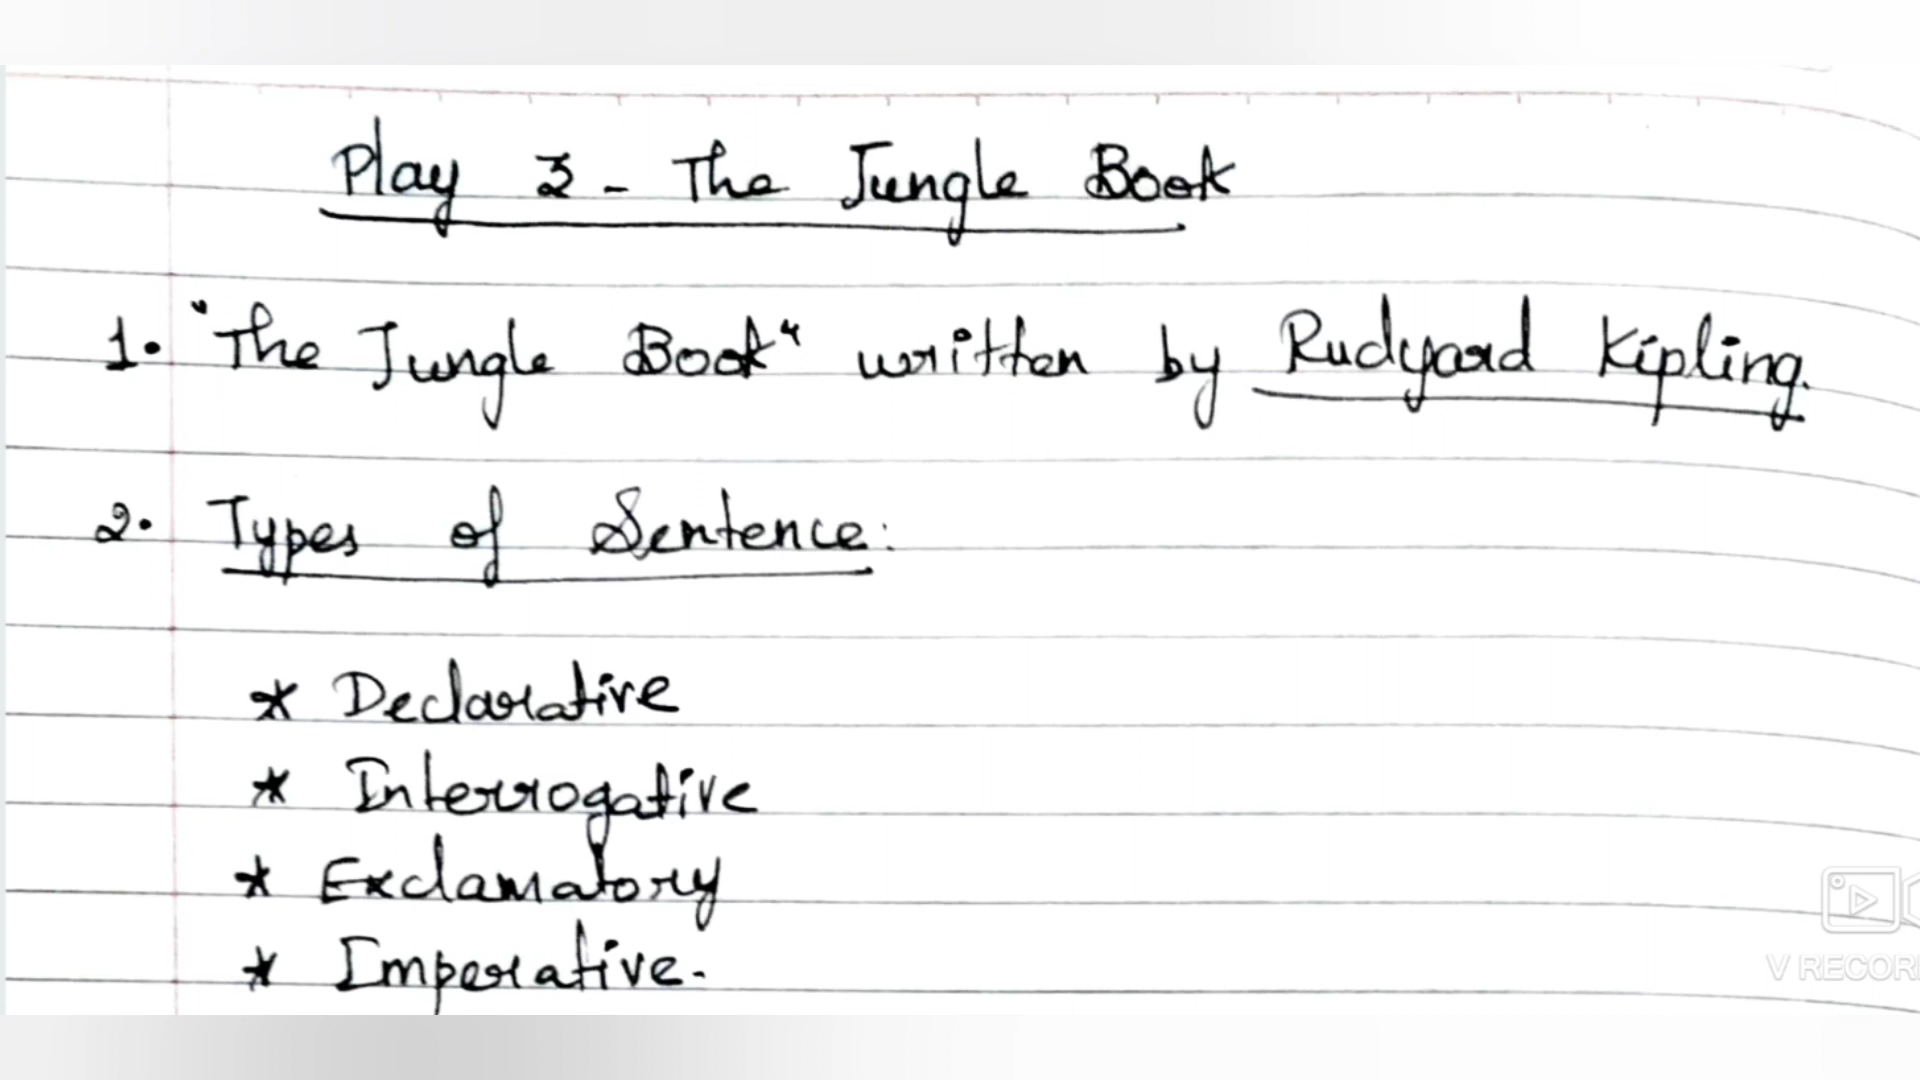 Play 3 - The Jungle Book
1. "The Jungle Book" written by Rudyard Kipling.
2. Types of Sentence:
* Declarative
* Interrogative
* Exclamatory
* Imperative.
V RECOR